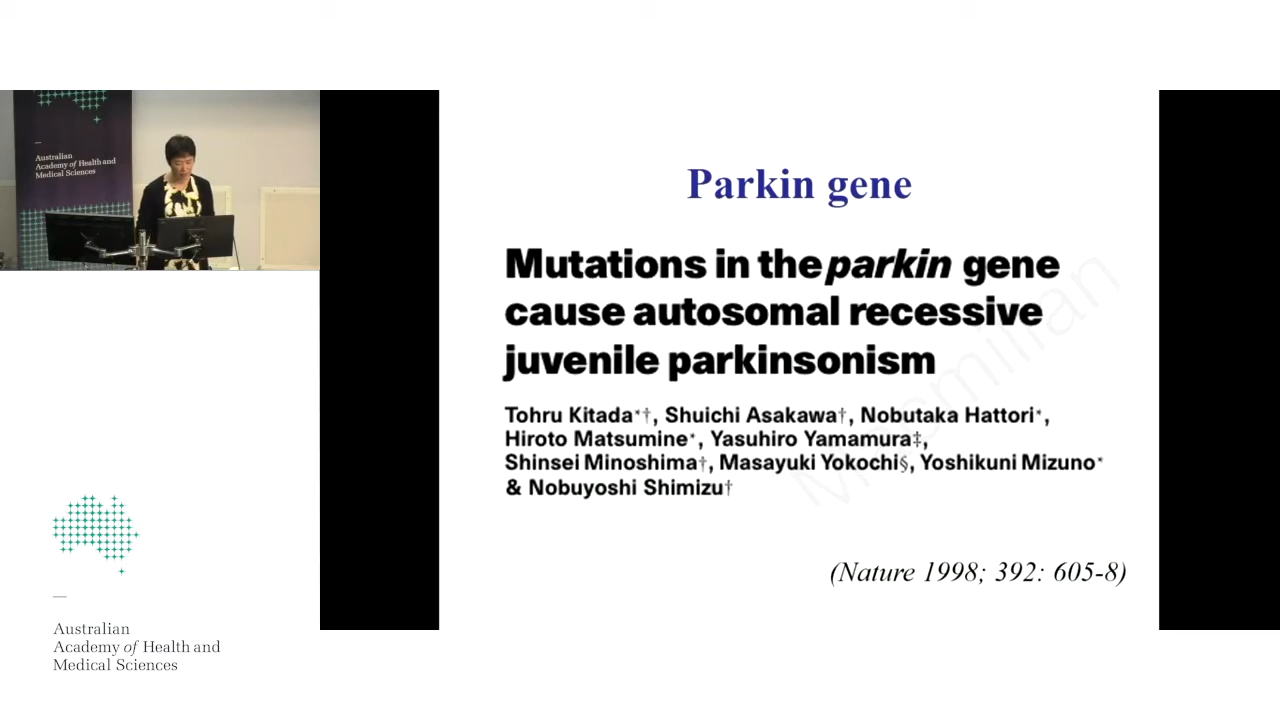 Australian
Academy of Health and
Medical Sciences
Parkin gene
Mutations in the parkin gene
cause autosomal recessive
juvenile parkinsonism
Tohru Kitada*†, Shuichi Asakawa†, Nobutaka Hattori*,
Hiroto Matsumine*, Yasuhiro Yamamura‡,
Shinsei Minoshima†, Masayuki Yokochi§, Yoshikuni Mizuno*
& Nobuyoshi Shimizu†
Macmillan
(Nature 1998; 392: 605-8)
Australian
Academy of Health and
Medical Sciences